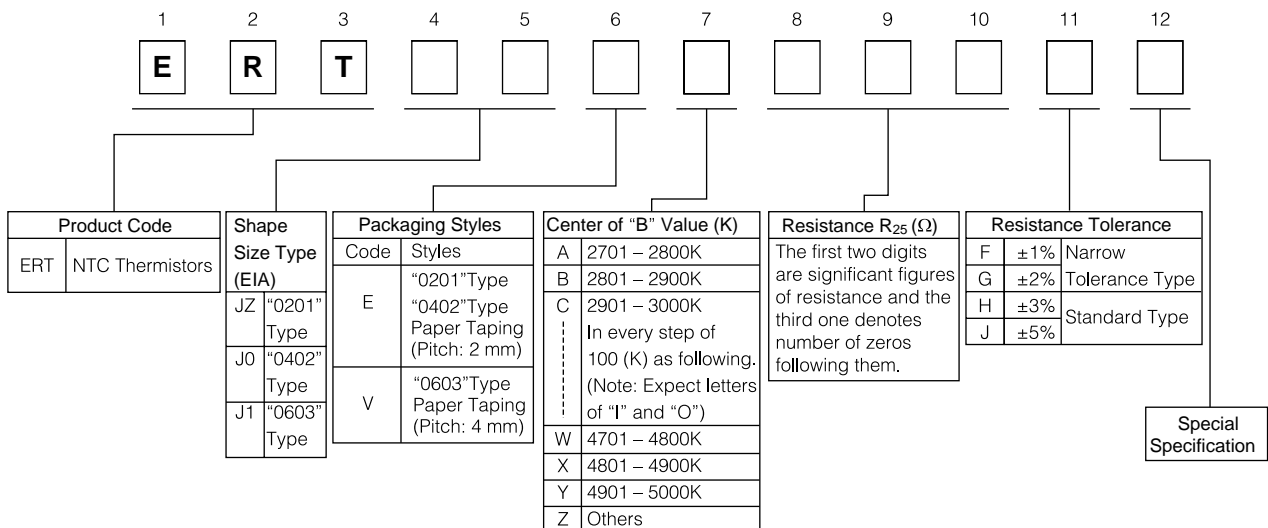 1 2 3 4 5 6 7 8 9 10 11 12
E R T
Product Code
ERT NTC Thermistors
Shape
Size Type
(EIA)
JZ "0201"
Type
J0 "0402"
Type
J1 "0603"
Type
Packaging Styles
Code Styles
E
"0201"Type
"0402"Type
Paper Taping
(Pitch: 2 mm)
V
"0603"Type
Paper Taping
(Pitch: 4 mm)
Center of “B” Value (K)
A 2701 – 2800K
B 2801 – 2900K
C 2901 – 3000K
In every step of
100 (K) as following.
(Note: Expect letters
of “I” and “O”)
W 4701 – 4800K
X 4801 – 4900K
Y 4901 – 5000K
Z Others
Resistance R25 (Ω)
The first two digits
are significant figures
of resistance and the
third one denotes
number of zeros
following them.
Resistance Tolerance
F ±1% Narrow
G ±2% Tolerance Type
H ±3%
Standard Type
J ±5%
Special
Specification